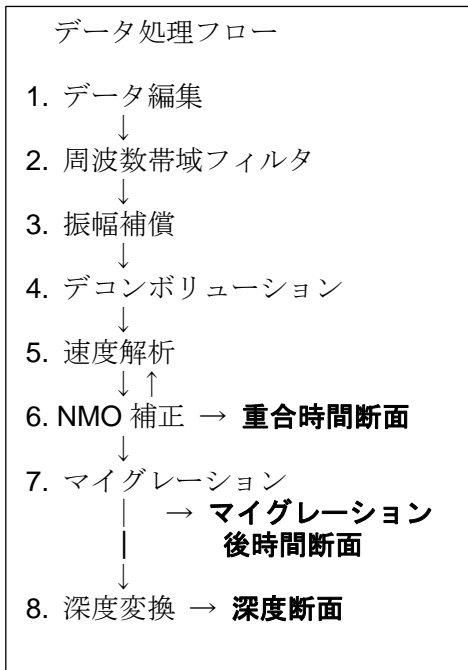 データ処理フロー
1. データ編集
↓
2. 周波数帯域フィルタ
↓
3. 振幅補償
↓
4. デコンボリューション
↓
5. 速度解析
↓ ↑
6. NMO 補正 → 重合時間断面
↓
7. マイグレーション
| → マイグレーション
| 後時間断面
↓
8. 深度変換 → 深度断面